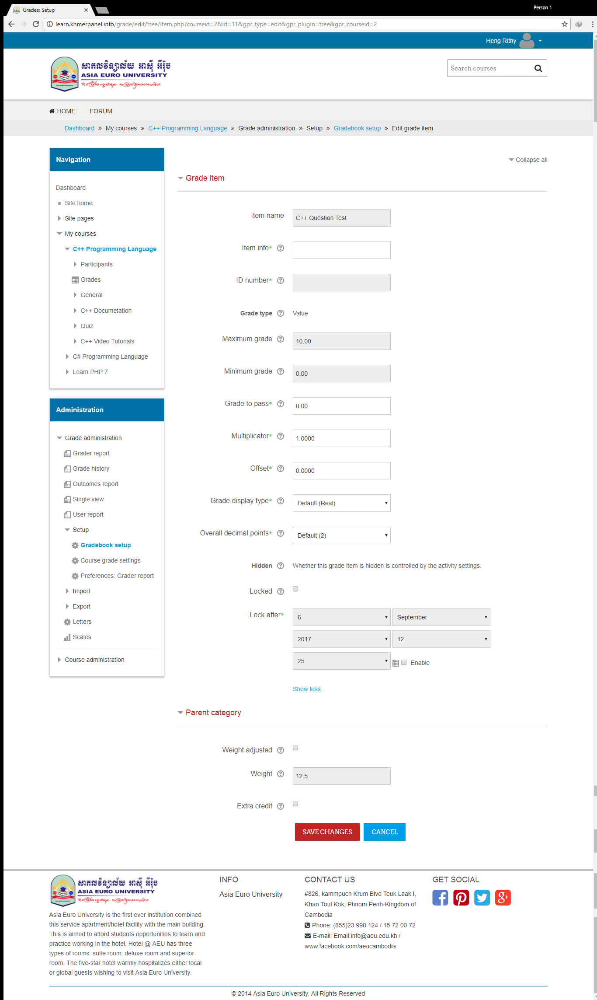 Grades: Setup
Person 1
learn.khmerpanel.info/grade/edit/tree/item.php?courseid=2&id=11&gpr_type=edit&gpr_plugin=tree&gpr_courseid=2
Heng Rithy
សាកលវិទ្យាល័យ អាស៊ី អឺរ៉ុប
ASIA EURO UNIVERSITY
Search courses
HOME
FORUM
Dashboard » My courses » C++ Programming Language » Grade administration » Setup » Gradebook setup » Edit grade item
Navigation
Dashboard
Site home
Site pages
My courses
C++ Programming Language
Participants
Grades
General
C++ Documetation
Quiz
C++ Video Tutorials
C# Programming Language
Learn PHP 7
Administration
Grade administration
Grader report
Grade history
Outcomes report
Single view
User report
Setup
Gradebook setup
Course grade settings
Preferences: Grader report
Import
Export
Letters
Scales
Course administration
Collapse all
Grade item
Item name C++ Question Test
Item info*
ID number*
Grade type Value
Maximum grade 10.00
Minimum grade 0.00
Grade to pass* 0.00
Multiplicator* 1.0000
Offset* 0.0000
Grade display type* Default (Real)
Overall decimal points* Default (2)
Hidden Whether this grade item is hidden is controlled by the activity settings.
Locked
Lock after* 6 September
2017 12
25 Enable
Show less...
Parent category
Weight adjusted
Weight 12.5
Extra credit
SAVE CHANGES CANCEL
សាកលវិទ្យាល័យ អាស៊ី អឺរ៉ុប
ASIA EURO UNIVERSITY
Asia Euro University is the first ever institution combined
this service apartment/hotel facility with the main building.
This is aimed to afford students opportunities to learn and
practice working in the hotel. Hotel @ AEU has three
types of rooms: suite room, deluxe room and superior
room. The five-star hotel warmly hospitalizes either local
or global guests wishing to visit Asia Euro University.
INFO
Asia Euro University
CONTACT US
#826, kammpuch Krum Blvd Teuk Laak I,
Khan Toul Kok, Phnom Penh-Kingdom of
Cambodia
Phone: (855)23 998 124 / 15 72 00 72
E-mail: Email:info@aeu.edu.kh /
www.facebook.com/aeucambodia
GET SOCIAL
© 2014 Asia Euro University, All Rights Reserved